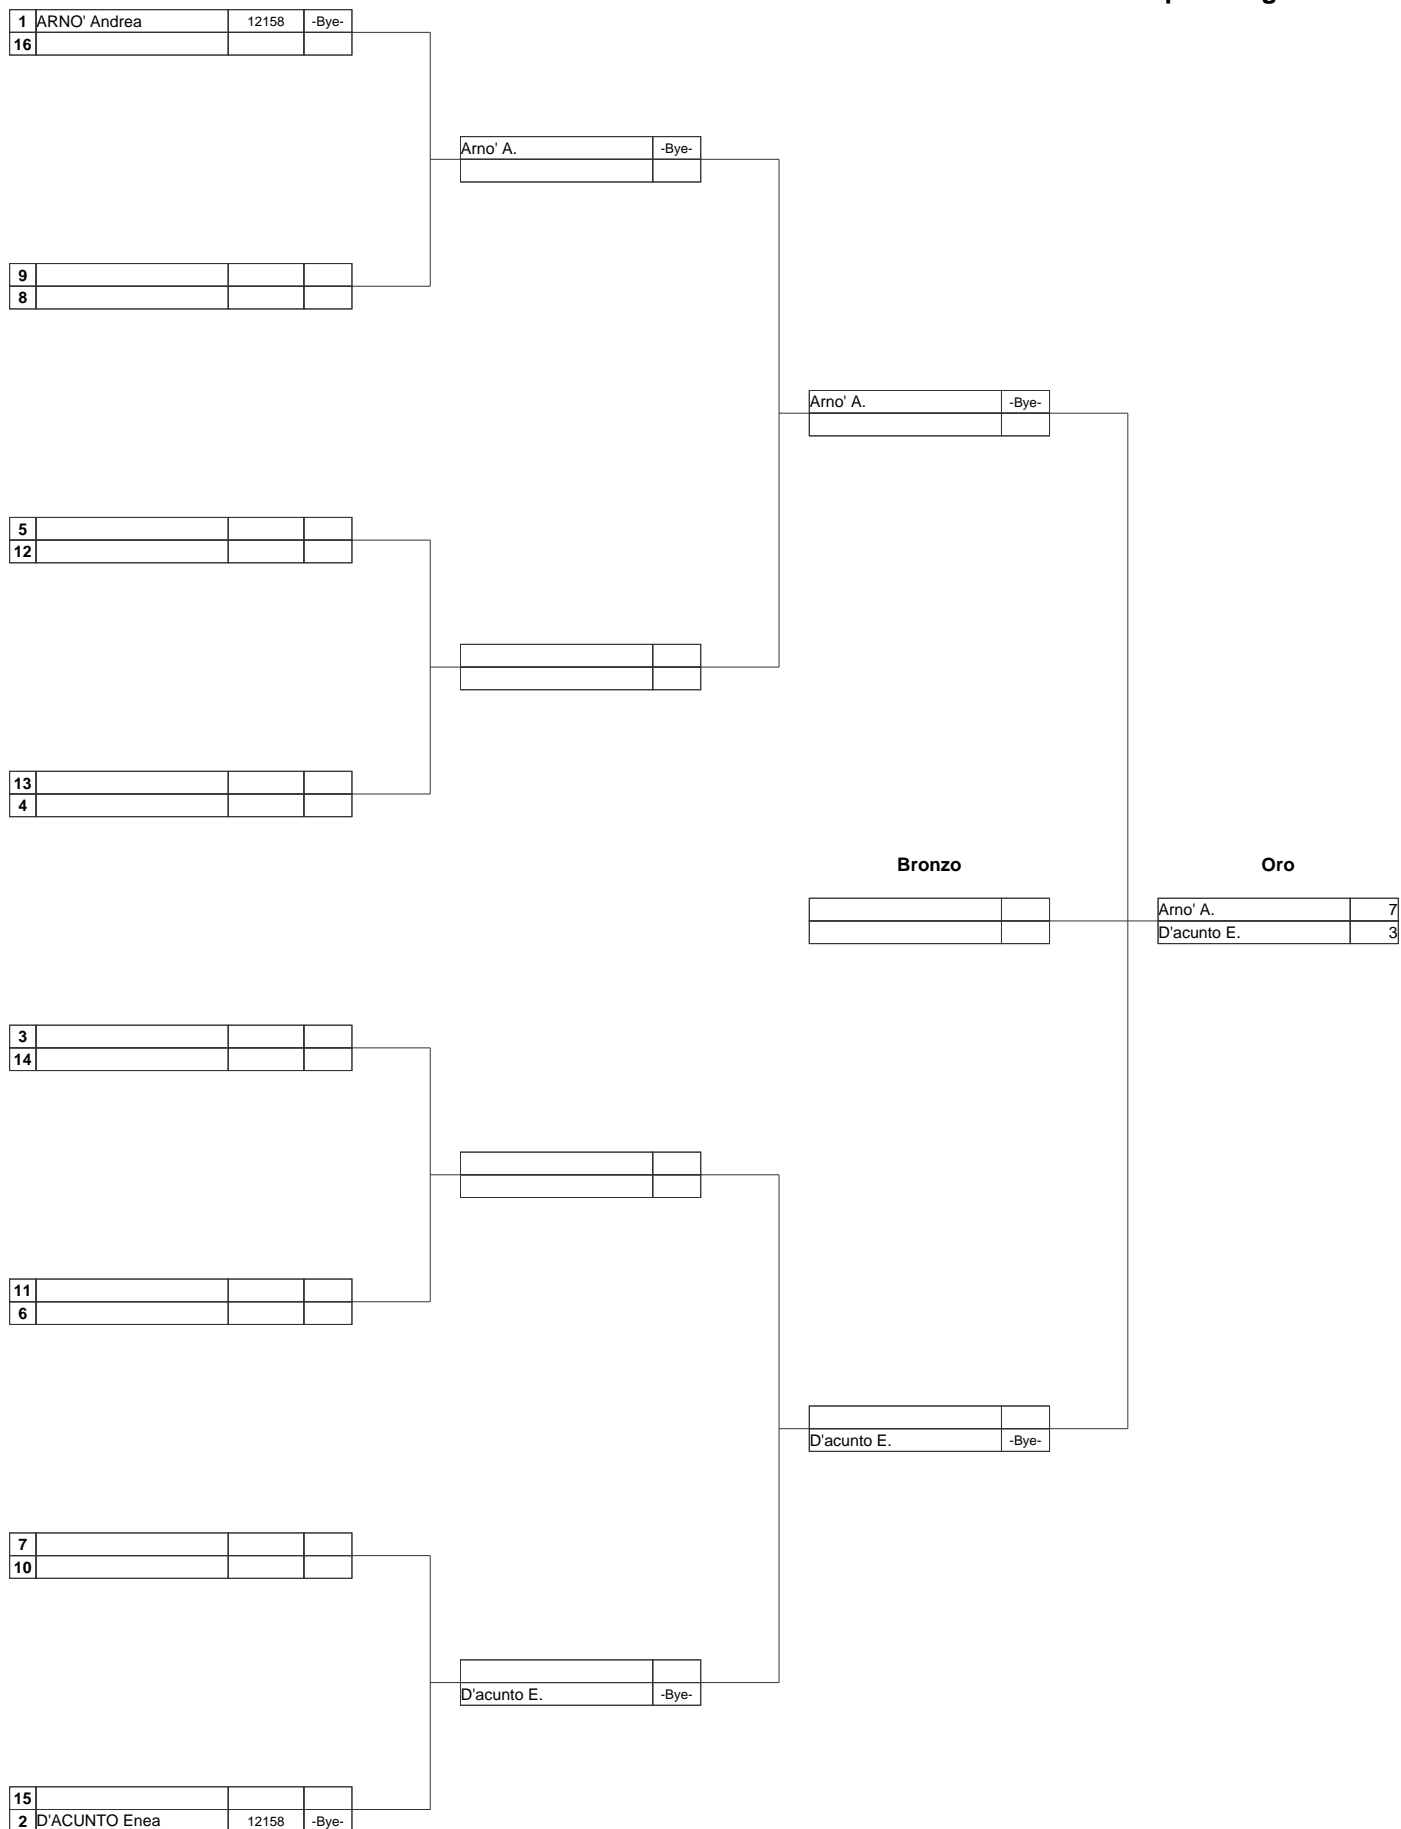 1 ARNO' Andrea 12158 -Bye-
16
Arno' A. -Bye-
9
8
Arno' A. -Bye-
5
12
13
4
Bronzo Oro
Arno' A. 7
D'acunto E. 3
3
14
11
6
D'acunto E. -Bye-
7
10
D'acunto E. -Bye-
15
2 D'ACUNTO Enea 12158 -Bye-